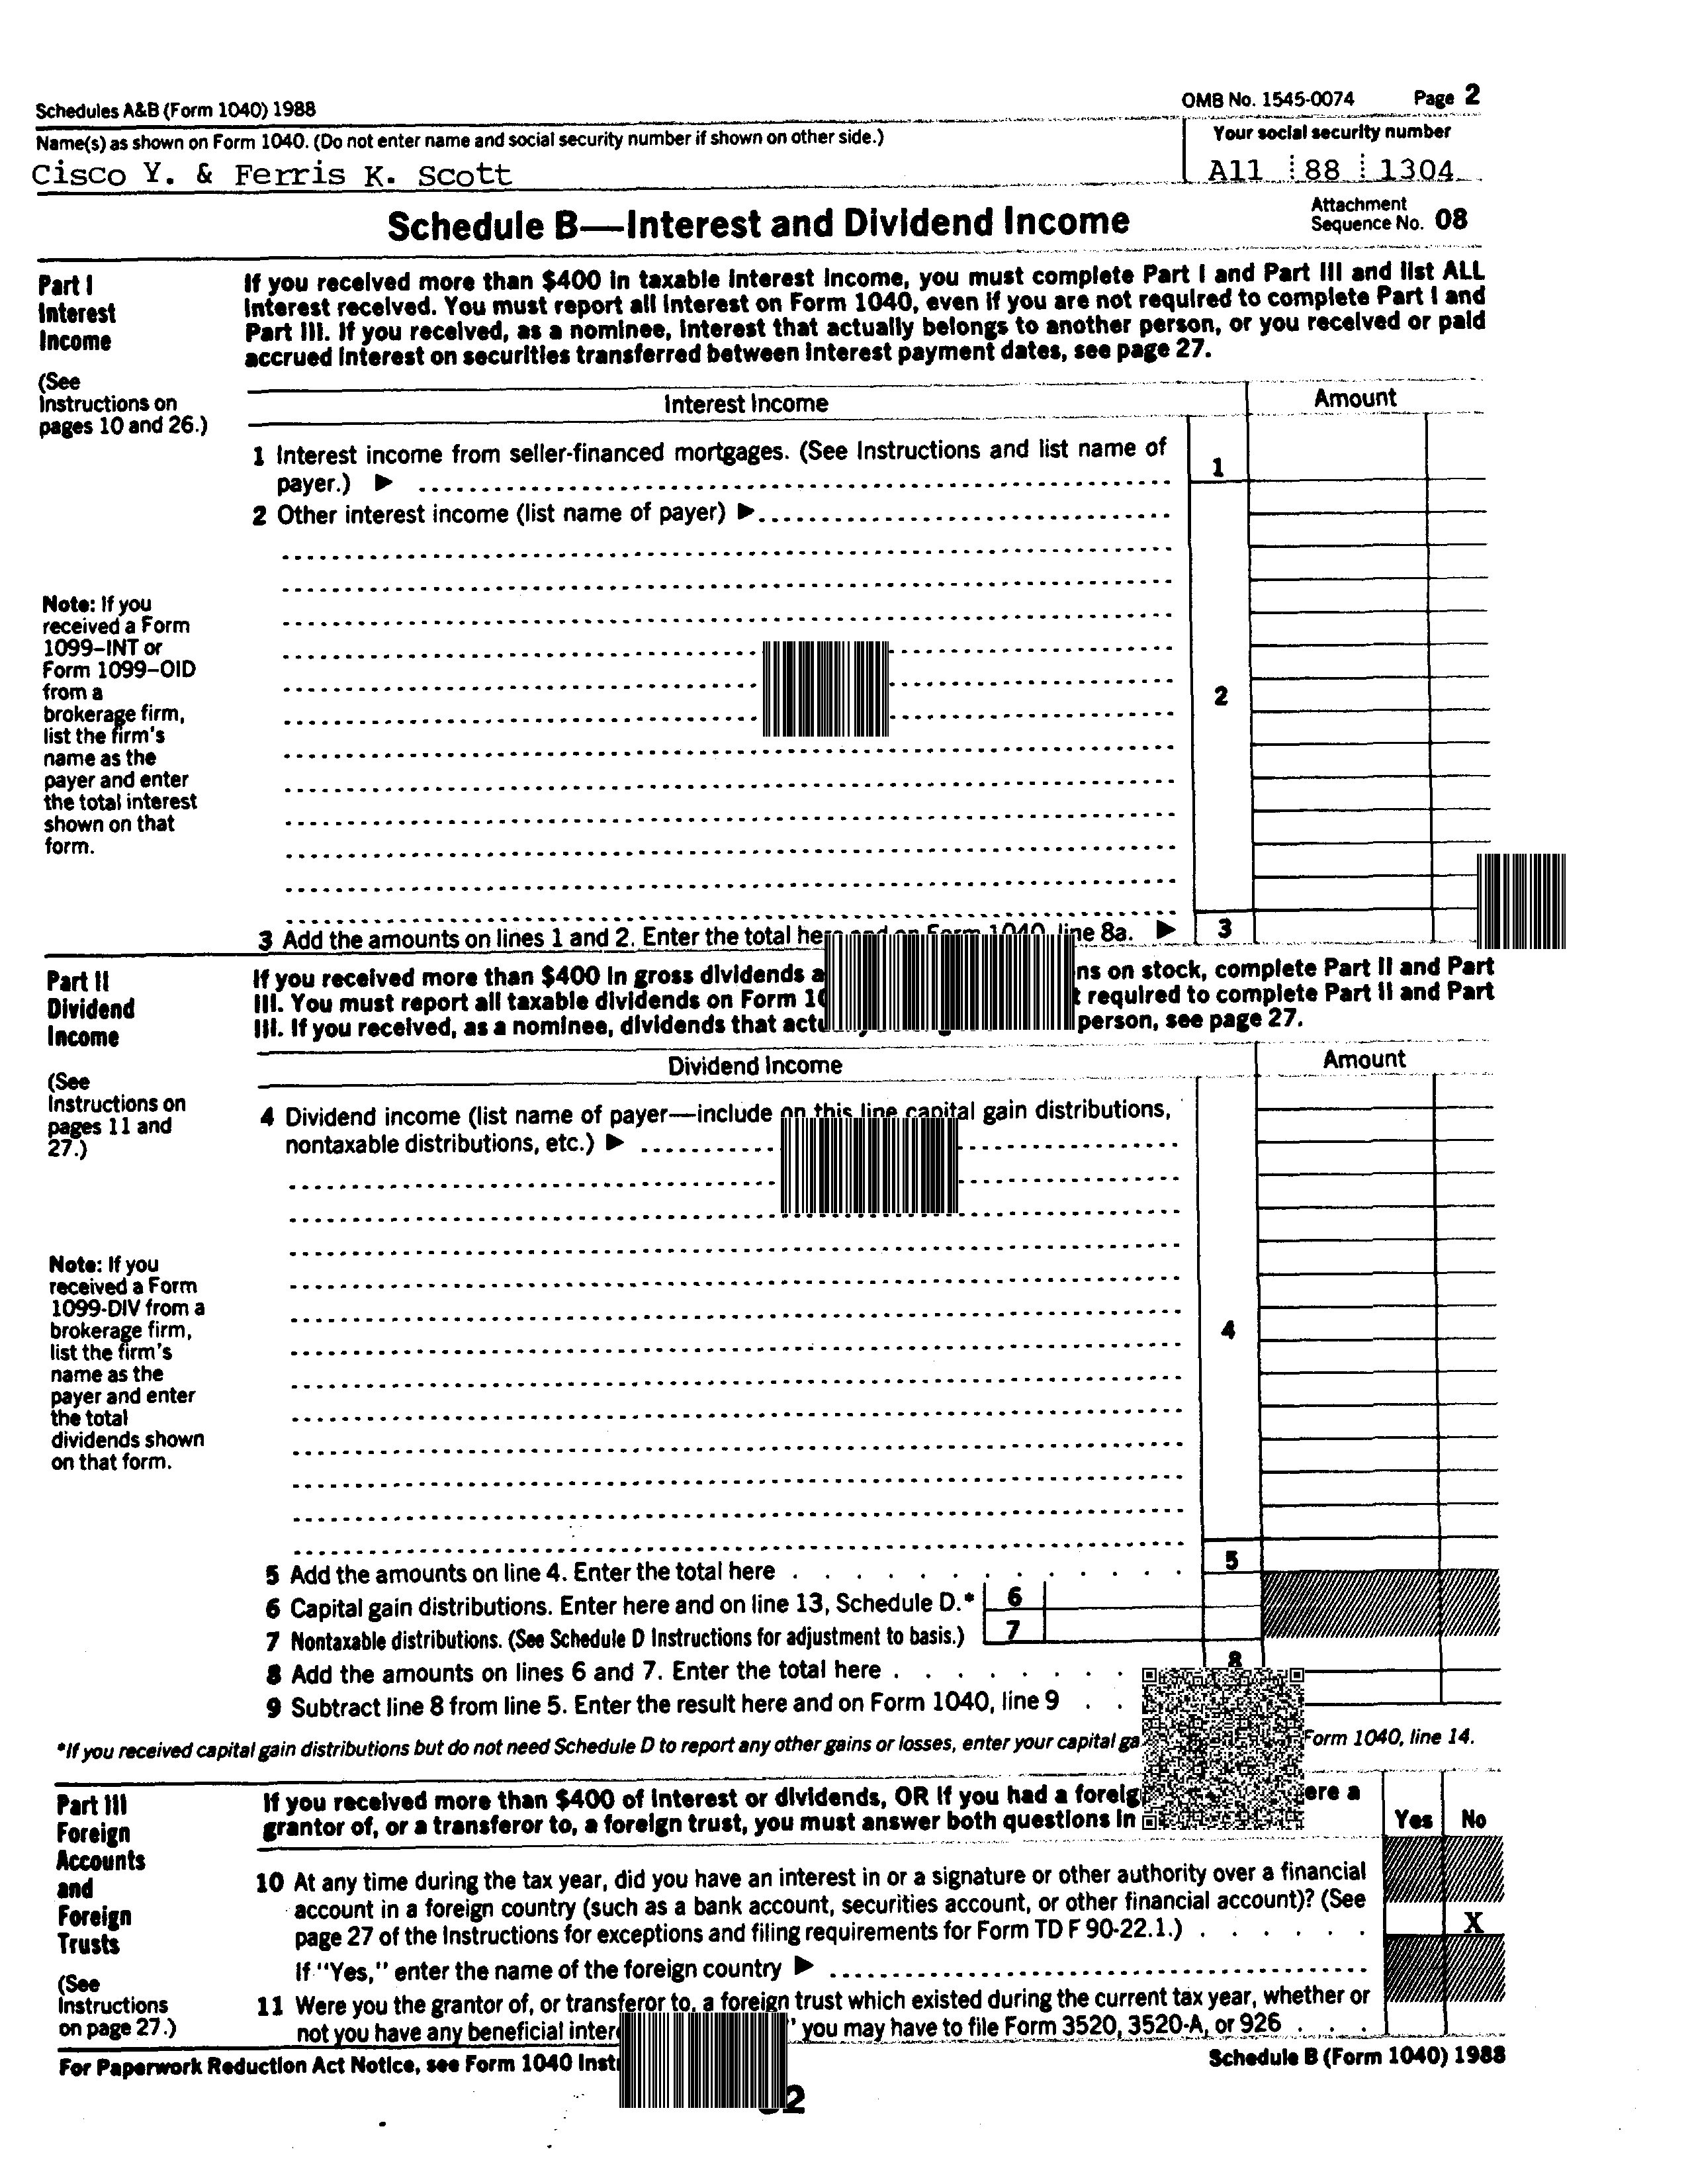 Schedules A&B (Form 1040) 1988
OMB No. 1545-0074
Page 2
Name(s) as shown on Form 1040. (Do not enter name and social security number if shown on other side.)
Your social security number
Cisco Y. & Ferris K. Scott
A11 88 1304
Schedule B—Interest and Dividend Income
Attachment
Sequence No. 08
Part I
Interest
Income
(See
Instructions on
pages 10 and 26.)
If you received more than $400 in taxable interest income, you must complete Part I and Part III and list ALL
interest received. You must report all interest on Form 1040, even if you are not required to complete Part I and
Part III. If you received, as a nominee, interest that actually belongs to another person, or you received or paid
accrued interest on securities transferred between interest payment dates, see page 27.
Interest Income
Amount
1 Interest income from seller-financed mortgages. (See Instructions and list name of
payer.) ▶
1
2 Other interest income (list name of payer) ▶
Note: If you
received a Form
1099–INT or
Form 1099–OID
from a
brokerage firm,
list the firm's
name as the
payer and enter
the total interest
shown on that
form.
2
3 Add the amounts on lines 1 and 2. Enter the total here and on Form 1040, line 8a. ▶
3
Part II
Dividend
Income
(See
Instructions on
pages 11 and
27.)
If you received more than $400 in gross dividends a ns on stock, complete Part II and Part
III. You must report all taxable dividends on Form required to complete Part II and Part
III. If you received, as a nominee, dividends that person, see page 27.
Dividend Income
Amount
4 Dividend income (list name of payer—include on this line capital gain distributions,
nontaxable distributions, etc.) ▶
Note: If you
received a Form
1099-DIV from a
brokerage firm,
list the firm's
name as the
payer and enter
the total
dividends shown
on that form.
4
5 Add the amounts on line 4. Enter the total here
5
6 Capital gain distributions. Enter here and on line 13, Schedule D.*
6
7 Nontaxable distributions. (See Schedule D Instructions for adjustment to basis.)
7
8 Add the amounts on lines 6 and 7. Enter the total here
8
9 Subtract line 8 from line 5. Enter the result here and on Form 1040, line 9
*If you received capital gain distributions but do not need Schedule D to report any other gains or losses, enter your capital Form 1040, line 14.
Part III
Foreign
Accounts
and
Foreign
Trusts
(See
Instructions
on page 27.)
If you received more than $400 of interest or dividends, OR if you had a a
grantor of, or a transferor to, a foreign trust, you must answer both questions in
Yes
No
10 At any time during the tax year, did you have an interest in or a signature or other authority over a financial
account in a foreign country (such as a bank account, securities account, or other financial account)? (See
page 27 of the Instructions for exceptions and filing requirements for Form TD F 90-22.1.)
X
If "Yes," enter the name of the foreign country ▶
11 Were you the grantor of, or transferor to, a foreign trust which existed during the current tax year, whether or
not you have any beneficial you may have to file Form 3520, 3520-A, or 926
For Paperwork Reduction Act Notice, see Form 1040
Schedule B (Form 1040) 1988